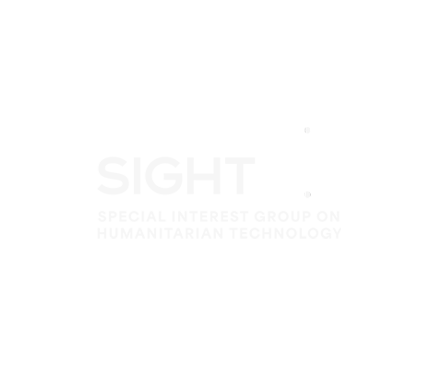 SIGHT
SPECIAL INTEREST GROUP ON
HUMANITARIAN TECHNOLOGY